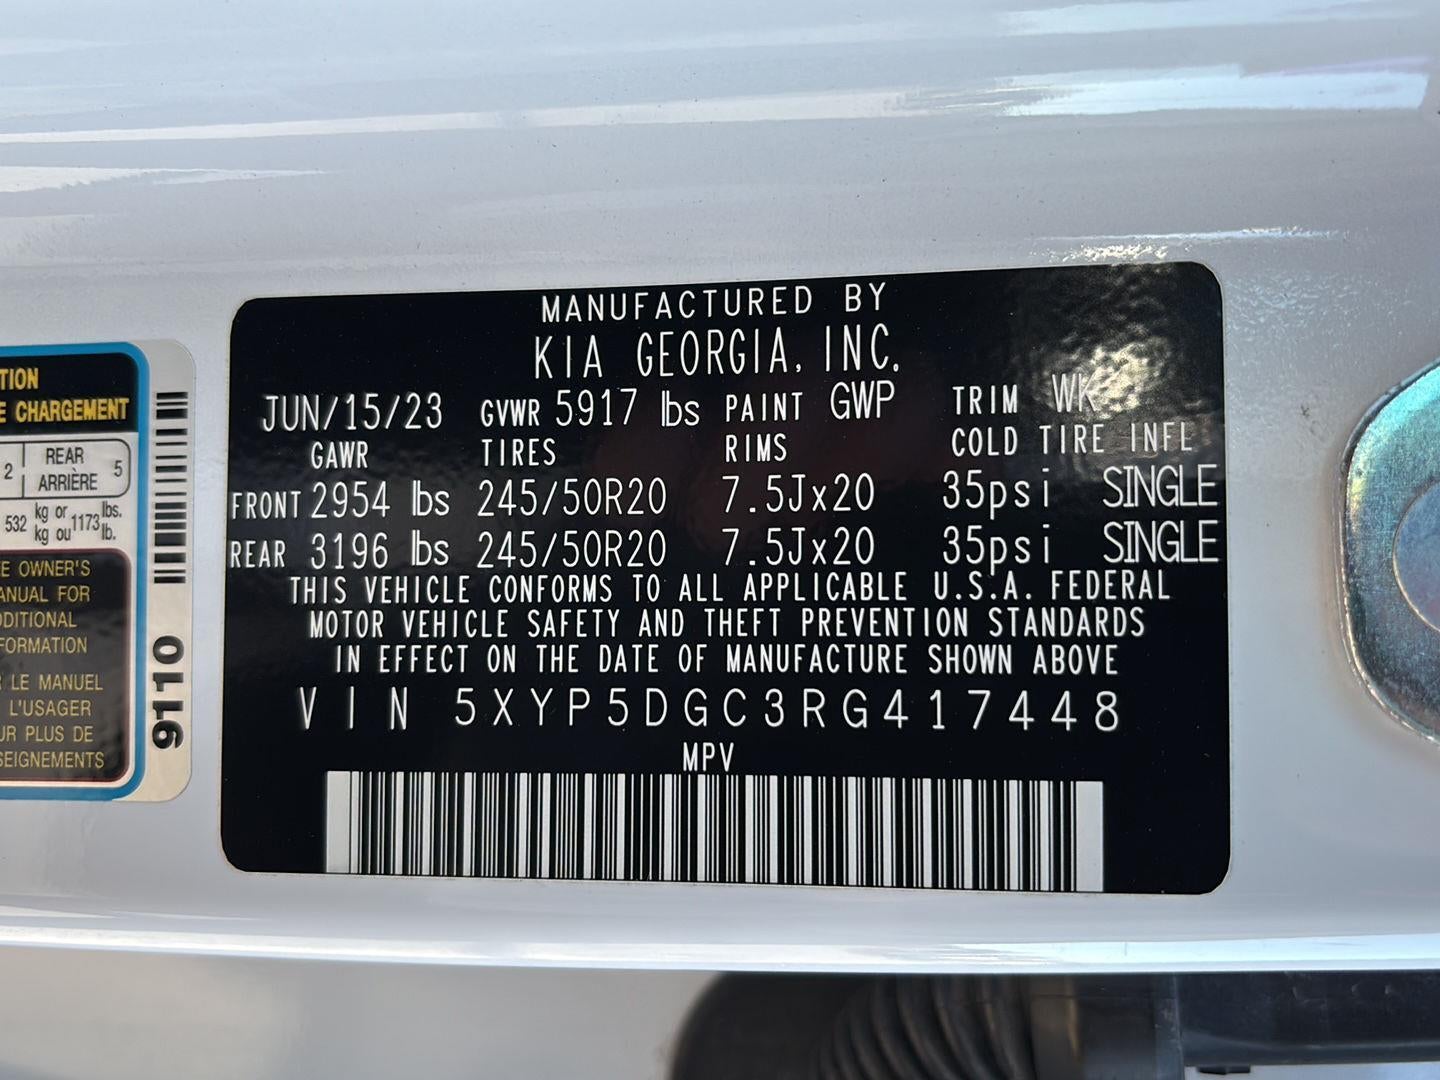 MANUFACTURED BY
KIA GEORGIA, INC.
JUN/15/23 GVWR 5917 lbs PAINT GWP TRIM WK
GAWR TIRES RIMS COLD TIRE INFL
FRONT 2954 lbs 245/50R20 7.5Jx20 35psi SINGLE
REAR 3196 lbs 245/50R20 7.5Jx20 35psi SINGLE
THIS VEHICLE CONFORMS TO ALL APPLICABLE U.S.A. FEDERAL
MOTOR VEHICLE SAFETY AND THEFT PREVENTION STANDARDS
IN EFFECT ON THE DATE OF MANUFACTURE SHOWN ABOVE
VIN 5XYP5DGC3RG417448
MPV
TION
E CHARGEMENT
2 REAR
ARRIÈRE 5
532 kg or 1173 lbs.
kg ou lb.
E OWNER'S
ANUAL FOR
DDITIONAL
FORMATION
R LE MANUEL
L'USAGER
UR PLUS DE
SEIGNEMENTS
9110